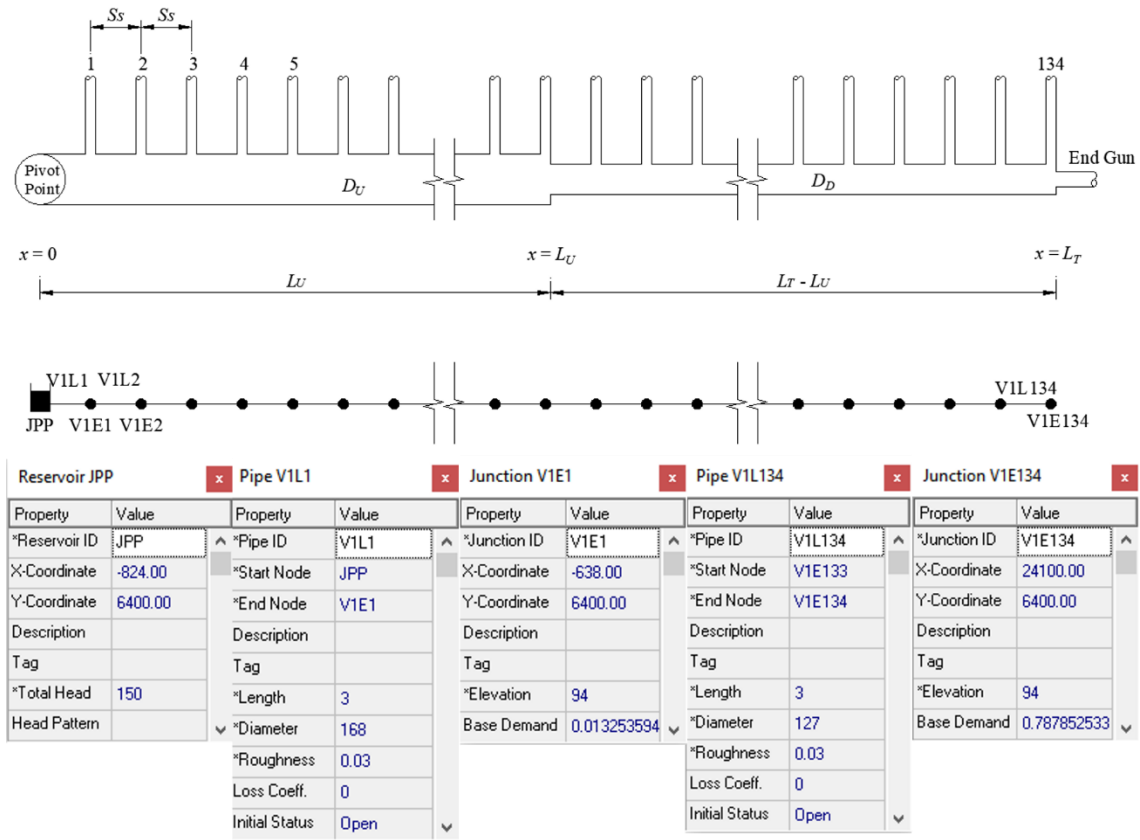 Ss Ss
1 2 3 4 5 134
Pivot
Point
End Gun
DU DD
x = 0 x = LU x = LT
LU LT - LU
V1L1 V1L2 V1L134
JPP V1E1 V1E2 V1E134
Reservoir JPP x
Property Value
*Reservoir ID JPP
X-Coordinate -824.00
Y-Coordinate 6400.00
Description
Tag
*Total Head 150
Head Pattern
Pipe V1L1 x
Property Value
*Pipe ID V1L1
*Start Node JPP
*End Node V1E1
Description
Tag
*Length 3
*Diameter 168
*Roughness 0.03
Loss Coeff. 0
Initial Status Open
Junction V1E1 x
Property Value
*Junction ID V1E1
X-Coordinate -638.00
Y-Coordinate 6400.00
Description
Tag
*Elevation 94
Base Demand 0.013253594
Pipe V1L134 x
Property Value
*Pipe ID V1L134
*Start Node V1E133
*End Node V1E134
Description
Tag
*Length 3
*Diameter 127
*Roughness 0.03
Loss Coeff. 0
Initial Status Open
Junction V1E134 x
Property Value
*Junction ID V1E134
X-Coordinate 24100.00
Y-Coordinate 6400.00
Description
Tag
*Elevation 94
Base Demand 0.787852533